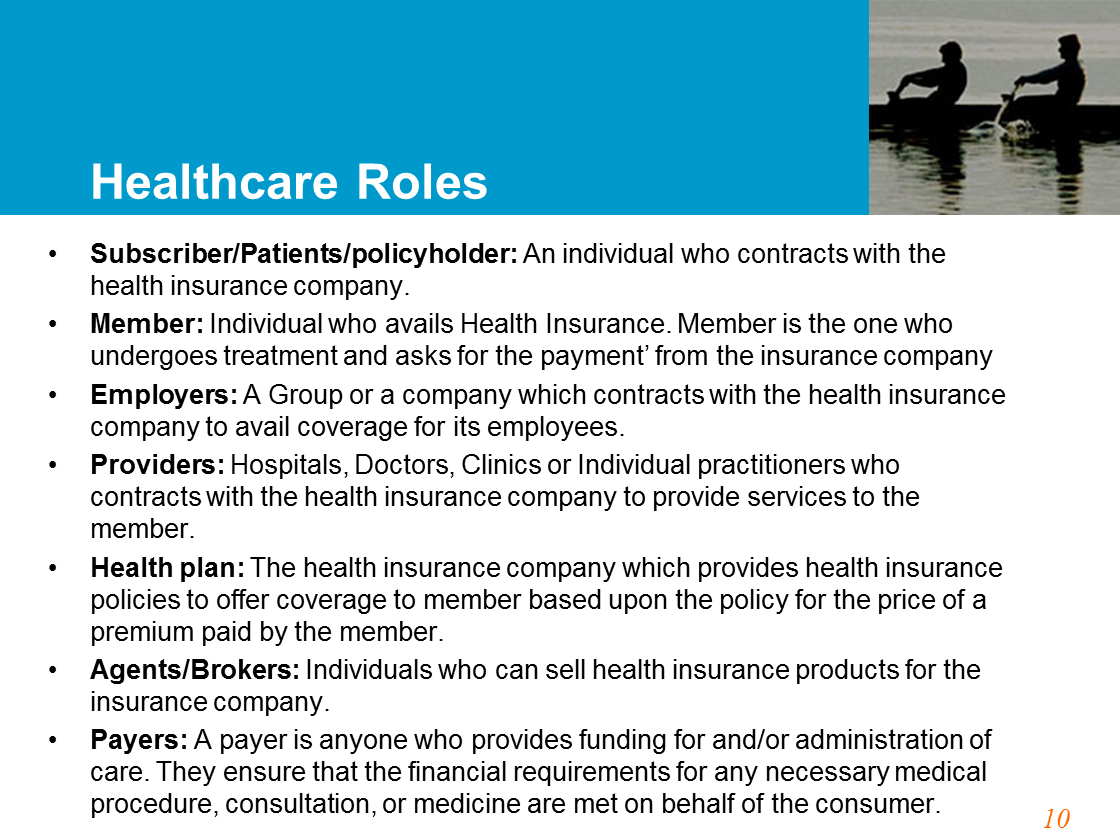 Healthcare Roles
• Subscriber/Patients/policyholder: An individual who contracts with the
health insurance company.
• Member: Individual who avails Health Insurance. Member is the one who
undergoes treatment and asks for the payment’ from the insurance company
• Employers: A Group or a company which contracts with the health insurance
company to avail coverage for its employees.
• Providers: Hospitals, Doctors, Clinics or Individual practitioners who
contracts with the health insurance company to provide services to the
member.
• Health plan: The health insurance company which provides health insurance
policies to offer coverage to member based upon the policy for the price of a
premium paid by the member.
• Agents/Brokers: Individuals who can sell health insurance products for the
insurance company.
• Payers: A payer is anyone who provides funding for and/or administration of
care. They ensure that the financial requirements for any necessary medical
procedure, consultation, or medicine are met on behalf of the consumer.
10